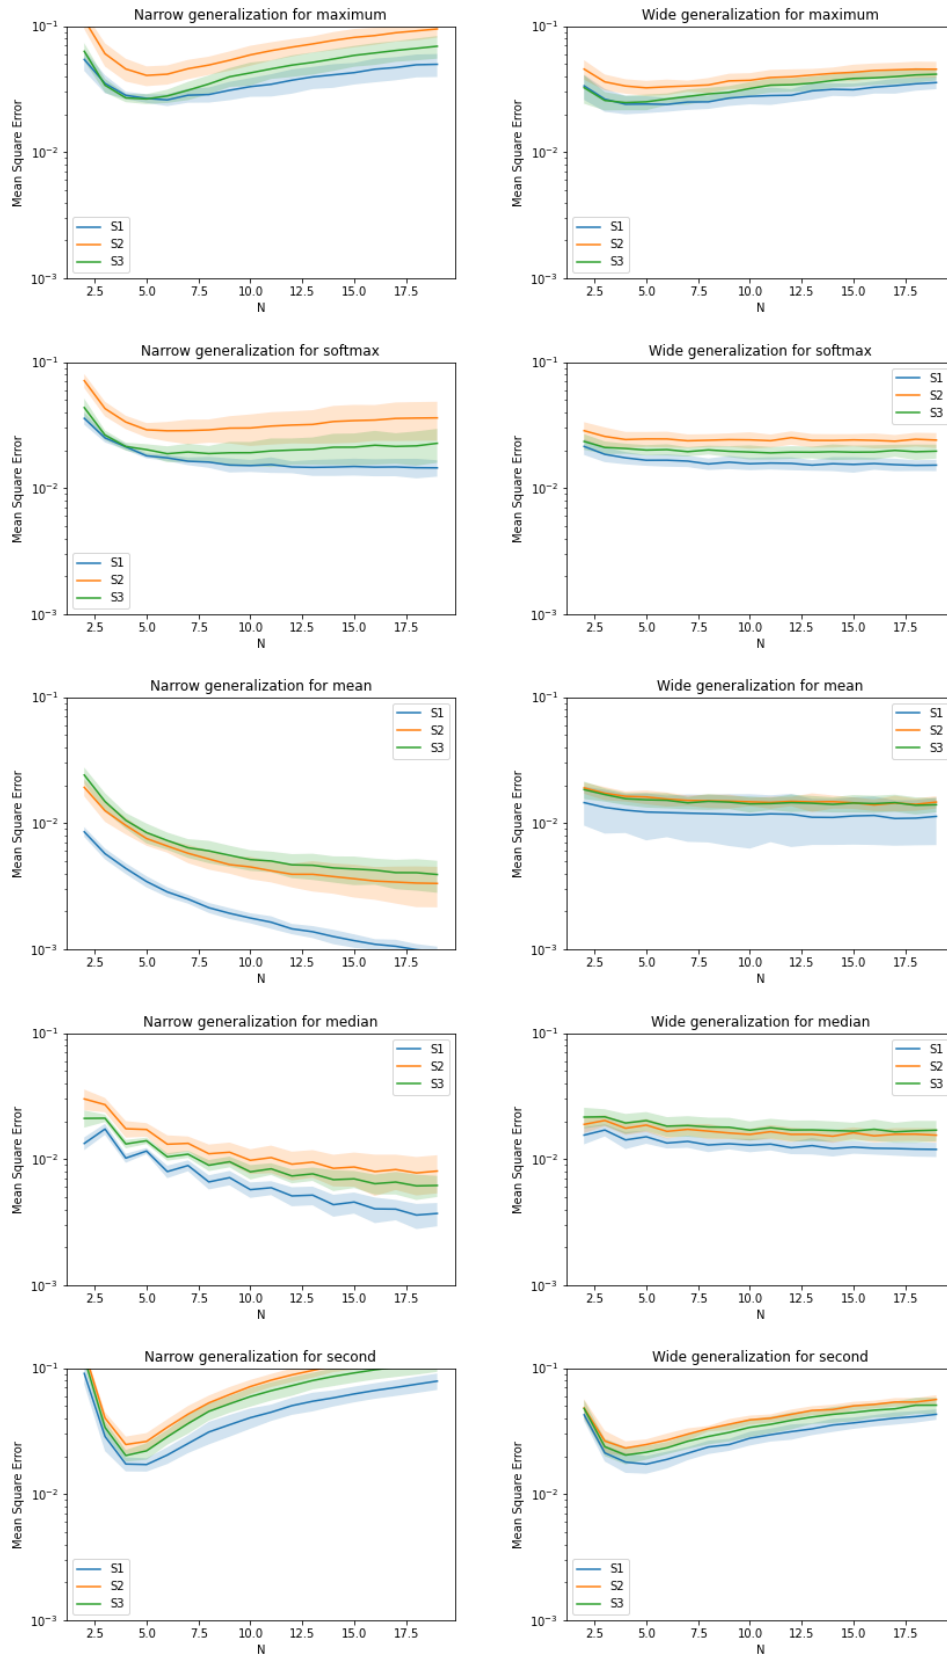 Narrow generalization for maximum
10⁻¹
10⁻²
10⁻³
Mean Square Error
S1
S2
S3
2.5 5.0 7.5 10.0 12.5 15.0 17.5
N
Wide generalization for maximum
10⁻¹
10⁻²
10⁻³
Mean Square Error
S1
S2
S3
2.5 5.0 7.5 10.0 12.5 15.0 17.5
N
Narrow generalization for softmax
10⁻¹
10⁻²
10⁻³
Mean Square Error
S1
S2
S3
2.5 5.0 7.5 10.0 12.5 15.0 17.5
N
Wide generalization for softmax
10⁻¹
10⁻²
10⁻³
Mean Square Error
S1
S2
S3
2.5 5.0 7.5 10.0 12.5 15.0 17.5
N
Narrow generalization for mean
10⁻¹
10⁻²
10⁻³
Mean Square Error
S1
S2
S3
2.5 5.0 7.5 10.0 12.5 15.0 17.5
N
Wide generalization for mean
10⁻¹
10⁻²
10⁻³
Mean Square Error
S1
S2
S3
2.5 5.0 7.5 10.0 12.5 15.0 17.5
N
Narrow generalization for median
10⁻¹
10⁻²
10⁻³
Mean Square Error
S1
S2
S3
2.5 5.0 7.5 10.0 12.5 15.0 17.5
N
Wide generalization for median
10⁻¹
10⁻²
10⁻³
Mean Square Error
S1
S2
S3
2.5 5.0 7.5 10.0 12.5 15.0 17.5
N
Narrow generalization for second
10⁻¹
10⁻²
10⁻³
Mean Square Error
S1
S2
S3
2.5 5.0 7.5 10.0 12.5 15.0 17.5
N
Wide generalization for second
10⁻¹
10⁻²
10⁻³
Mean Square Error
S1
S2
S3
2.5 5.0 7.5 10.0 12.5 15.0 17.5
N